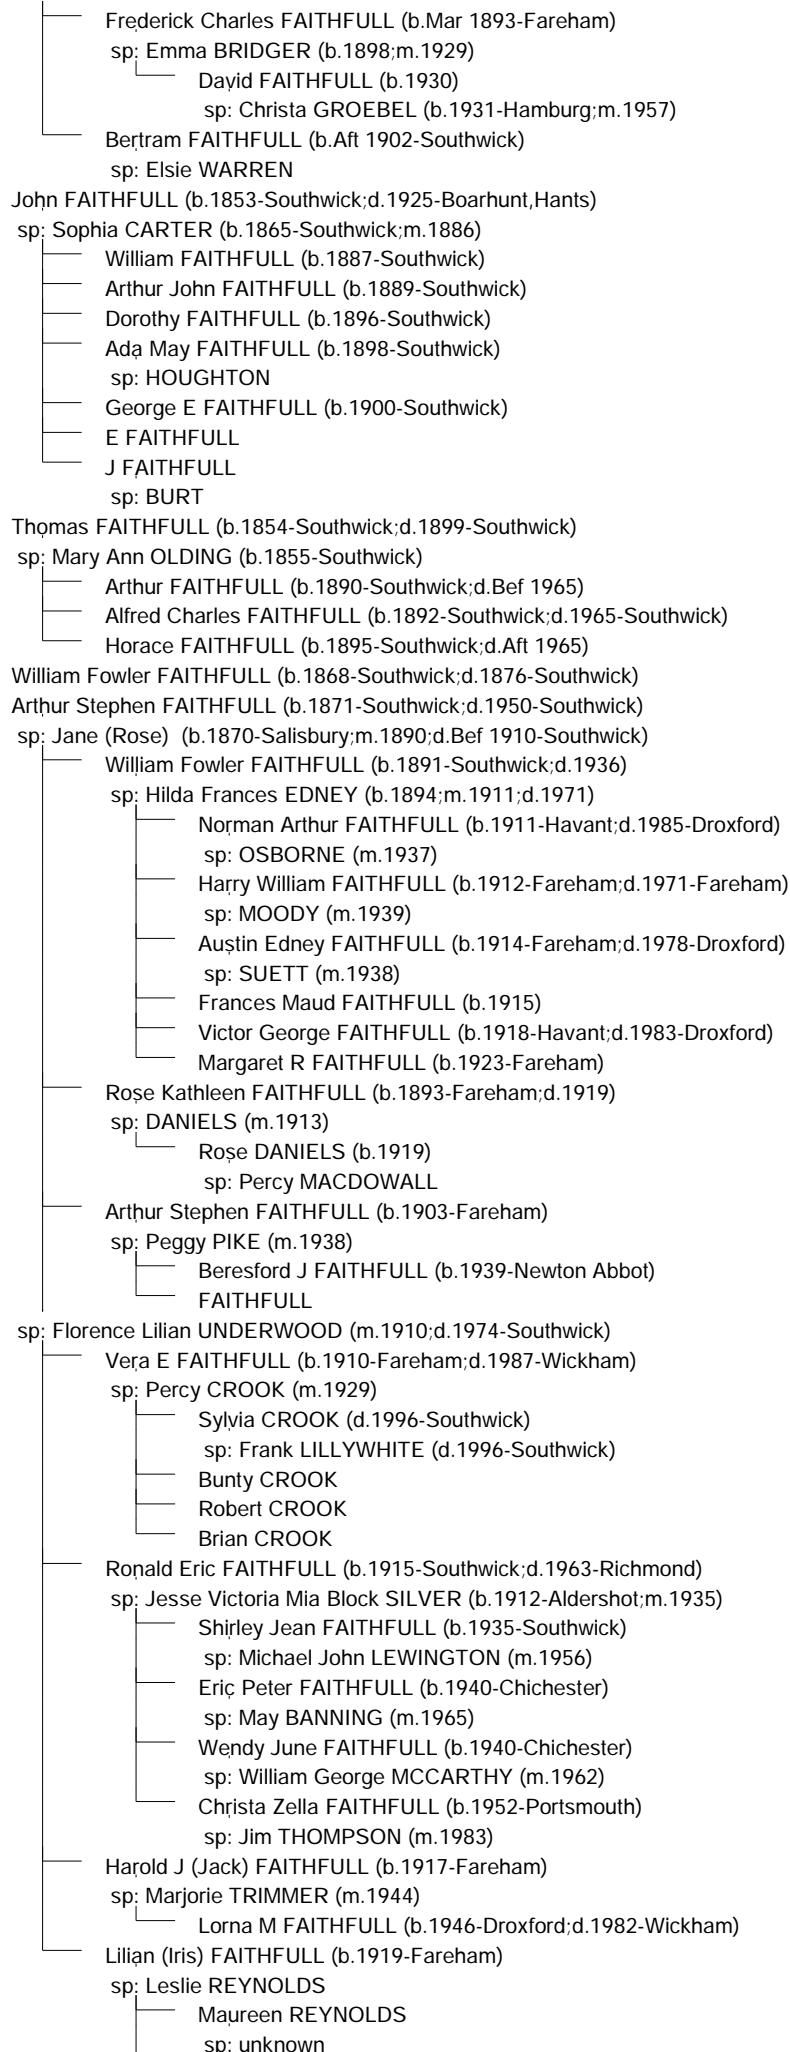 Frederick Charles FAITHFULL (b.Mar 1893-Fareham)
sp: Emma BRIDGER (b.1898;m.1929)
David FAITHFULL (b.1930)
sp: Christa GROEBEL (b.1931-Hamburg;m.1957)
Bertram FAITHFULL (b.Aft 1902-Southwick)
sp: Elsie WARREN
John FAITHFULL (b.1853-Southwick;d.1925-Boarhunt,Hants)
sp: Sophia CARTER (b.1865-Southwick;m.1886)
William FAITHFULL (b.1887-Southwick)
Arthur John FAITHFULL (b.1889-Southwick)
Dorothy FAITHFULL (b.1896-Southwick)
Ada May FAITHFULL (b.1898-Southwick)
sp: HOUGHTON
George E FAITHFULL (b.1900-Southwick)
E FAITHFULL
J FAITHFULL
sp: BURT
Thomas FAITHFULL (b.1854-Southwick;d.1899-Southwick)
sp: Mary Ann OLDING (b.1855-Southwick)
Arthur FAITHFULL (b.1890-Southwick;d.Bef 1965)
Alfred Charles FAITHFULL (b.1892-Southwick;d.1965-Southwick)
Horace FAITHFULL (b.1895-Southwick;d.Aft 1965)
William Fowler FAITHFULL (b.1868-Southwick;d.1876-Southwick)
Arthur Stephen FAITHFULL (b.1871-Southwick;d.1950-Southwick)
sp: Jane (Rose) (b.1870-Salisbury;m.1890;d.Bef 1910-Southwick)
William Fowler FAITHFULL (b.1891-Southwick;d.1936)
sp: Hilda Frances EDNEY (b.1894;m.1911;d.1971)
Norman Arthur FAITHFULL (b.1911-Havant;d.1985-Droxford)
sp: OSBORNE (m.1937)
Harry William FAITHFULL (b.1912-Fareham;d.1971-Fareham)
sp: MOODY (m.1939)
Austin Edney FAITHFULL (b.1914-Fareham;d.1978-Droxford)
sp: SUETT (m.1938)
Frances Maud FAITHFULL (b.1915)
Victor George FAITHFULL (b.1918-Havant;d.1983-Droxford)
Margaret R FAITHFULL (b.1923-Fareham)
Rose Kathleen FAITHFULL (b.1893-Fareham;d.1919)
sp: DANIELS (m.1913)
Rose DANIELS (b.1919)
sp: Percy MACDOWALL
Arthur Stephen FAITHFULL (b.1903-Fareham)
sp: Peggy PIKE (m.1938)
Beresford J FAITHFULL (b.1939-Newton Abbot)
FAITHFULL
sp: Florence Lilian UNDERWOOD (m.1910;d.1974-Southwick)
Vera E FAITHFULL (b.1910-Fareham;d.1987-Wickham)
sp: Percy CROOK (m.1929)
Sylvia CROOK (d.1996-Southwick)
sp: Frank LILLYWHITE (d.1996-Southwick)
Bunty CROOK
Robert CROOK
Brian CROOK
Ronald Eric FAITHFULL (b.1915-Southwick;d.1963-Richmond)
sp: Jesse Victoria Mia Block SILVER (b.1912-Aldershot;m.1935)
Shirley Jean FAITHFULL (b.1935-Southwick)
sp: Michael John LEWINGTON (m.1956)
Eric Peter FAITHFULL (b.1940-Chichester)
sp: May BANNING (m.1965)
Wendy June FAITHFULL (b.1940-Chichester)
sp: William George MCCARTHY (m.1962)
Christa Zella FAITHFULL (b.1952-Portsmouth)
sp: Jim THOMPSON (m.1983)
Harold J (Jack) FAITHFULL (b.1917-Fareham)
sp: Marjorie TRIMMER (m.1944)
Lorna M FAITHFULL (b.1946-Droxford;d.1982-Wickham)
Lilian (Iris) FAITHFULL (b.1919-Fareham)
sp: Leslie REYNOLDS
Maureen REYNOLDS
sp: unknown